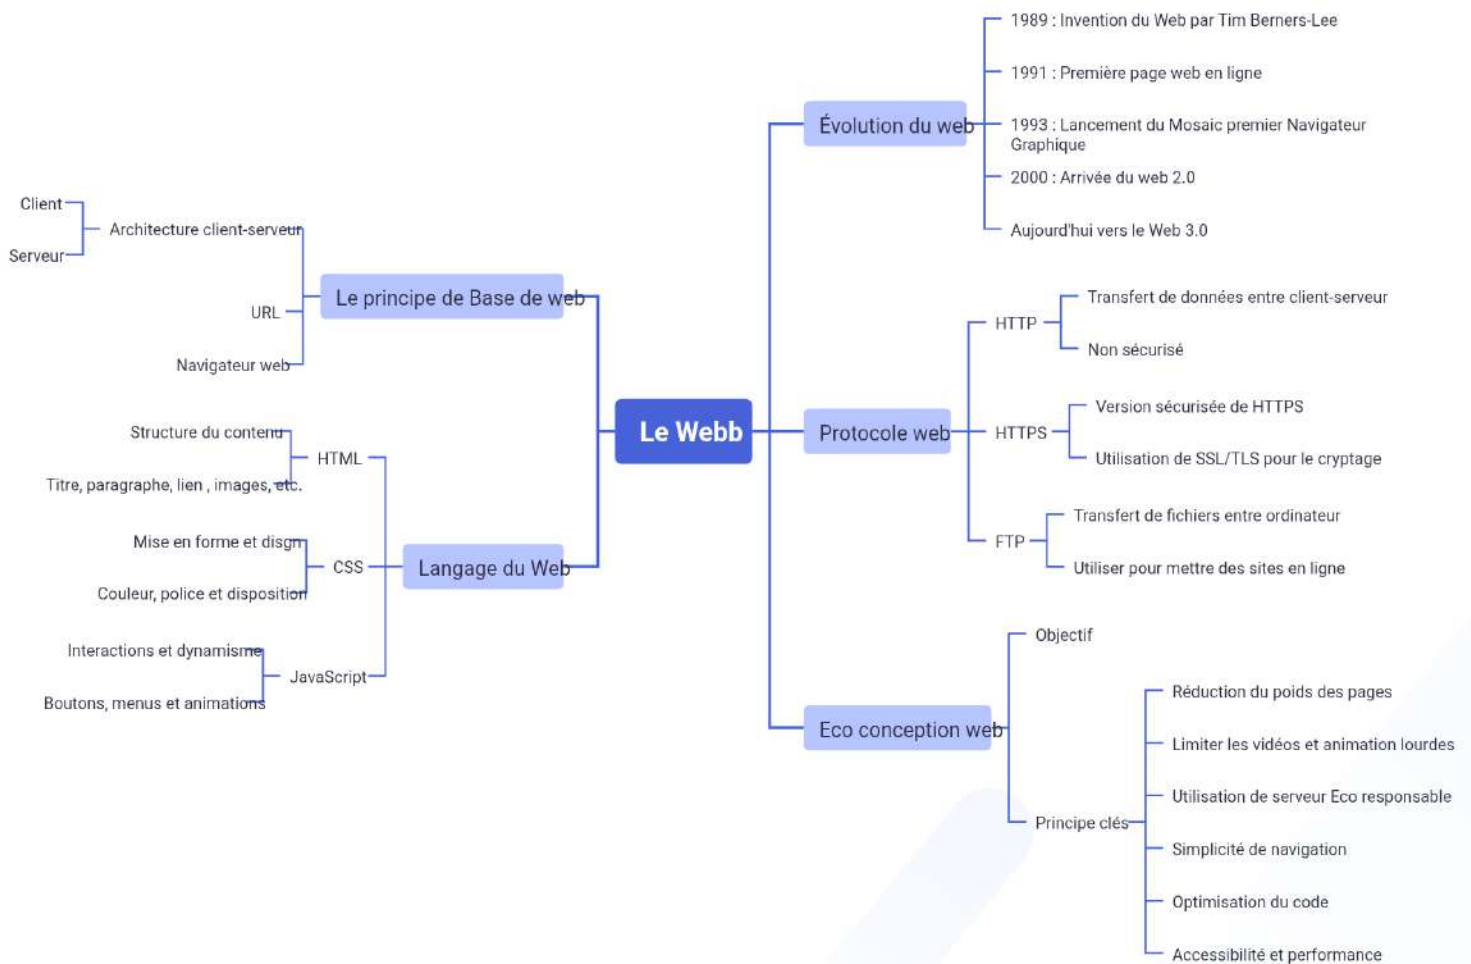 Le Webb
Évolution du web
1989 : Invention du Web par Tim Berners-Lee
1991 : Première page web en ligne
1993 : Lancement du Mosaic premier Navigateur
Graphique
2000 : Arrivée du web 2.0
Aujourd'hui vers le Web 3.0
Protocole web
HTTP
Transfert de données entre client-serveur
Non sécurisé
HTTPS
Version sécurisée de HTTPS
Utilisation de SSL/TLS pour le cryptage
FTP
Transfert de fichiers entre ordinateur
Utiliser pour mettre des sites en ligne
Eco conception web
Objectif
Principe clés
Réduction du poids des pages
Limiter les vidéos et animation lourdes
Utilisation de serveur Eco responsable
Simplicité de navigation
Optimisation du code
Accessibilité et performance
Le principe de Base de web
Architecture client-serveur
Client
Serveur
URL
Navigateur web
Langage du Web
HTML
Structure du contenu
Titre, paragraphe, lien , images, etc.
CSS
Mise en forme et disgn
Couleur, police et disposition
JavaScript
Interactions et dynamisme
Boutons, menus et animations